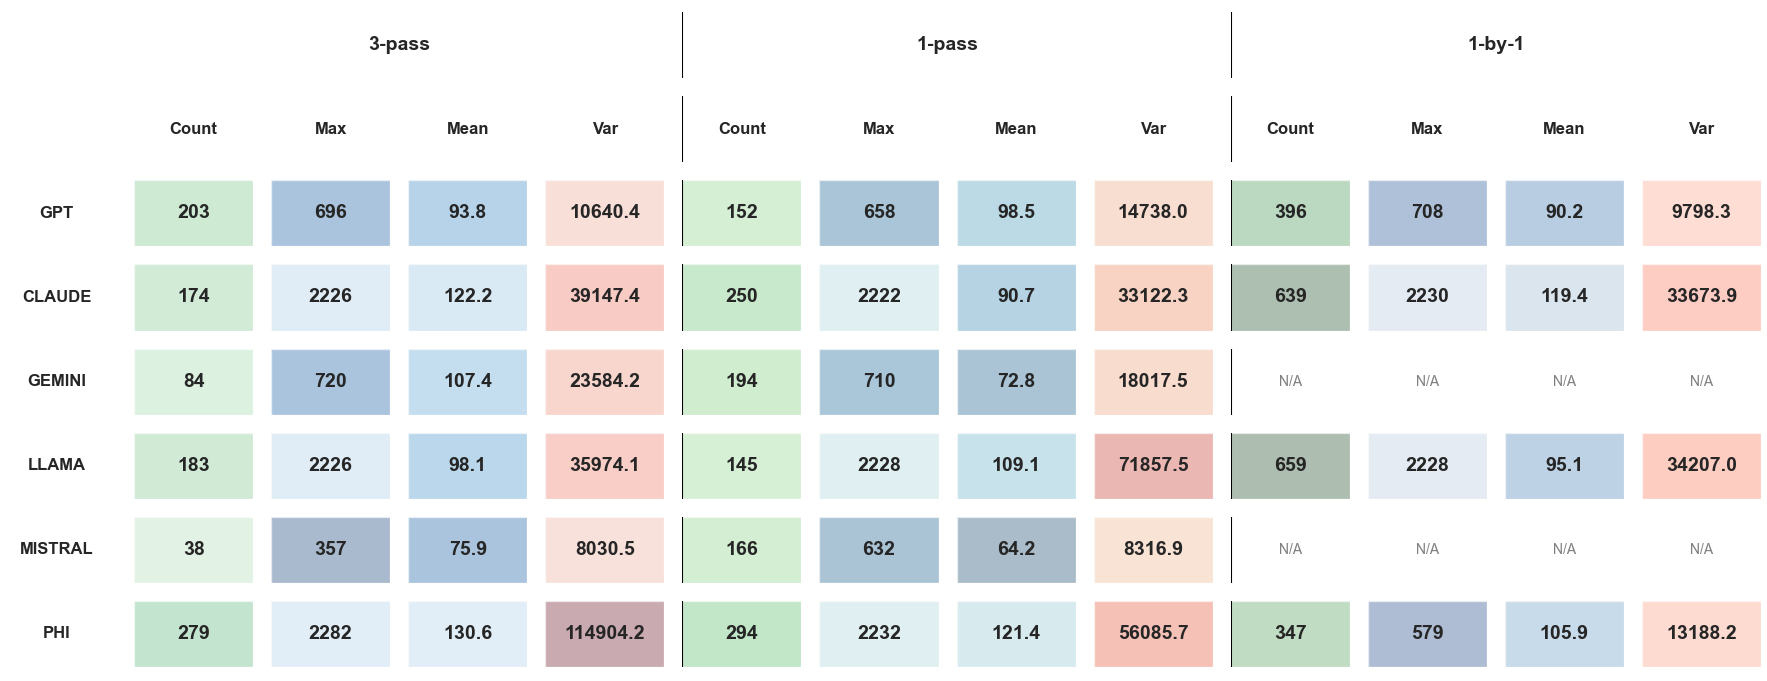 3-pass 1-pass 1-by-1
Count Max Mean Var Count Max Mean Var Count Max Mean Var
GPT 203 696 93.8 10640.4 152 658 98.5 14738.0 396 708 90.2 9798.3
CLAUDE 174 2226 122.2 39147.4 250 2222 90.7 33122.3 639 2230 119.4 33673.9
GEMINI 84 720 107.4 23584.2 194 710 72.8 18017.5 N/A N/A N/A N/A
LLAMA 183 2226 98.1 35974.1 145 2228 109.1 71857.5 659 2228 95.1 34207.0
MISTRAL 38 357 75.9 8030.5 166 632 64.2 8316.9 N/A N/A N/A N/A
PHI 279 2282 130.6 114904.2 294 2232 121.4 56085.7 347 579 105.9 13188.2